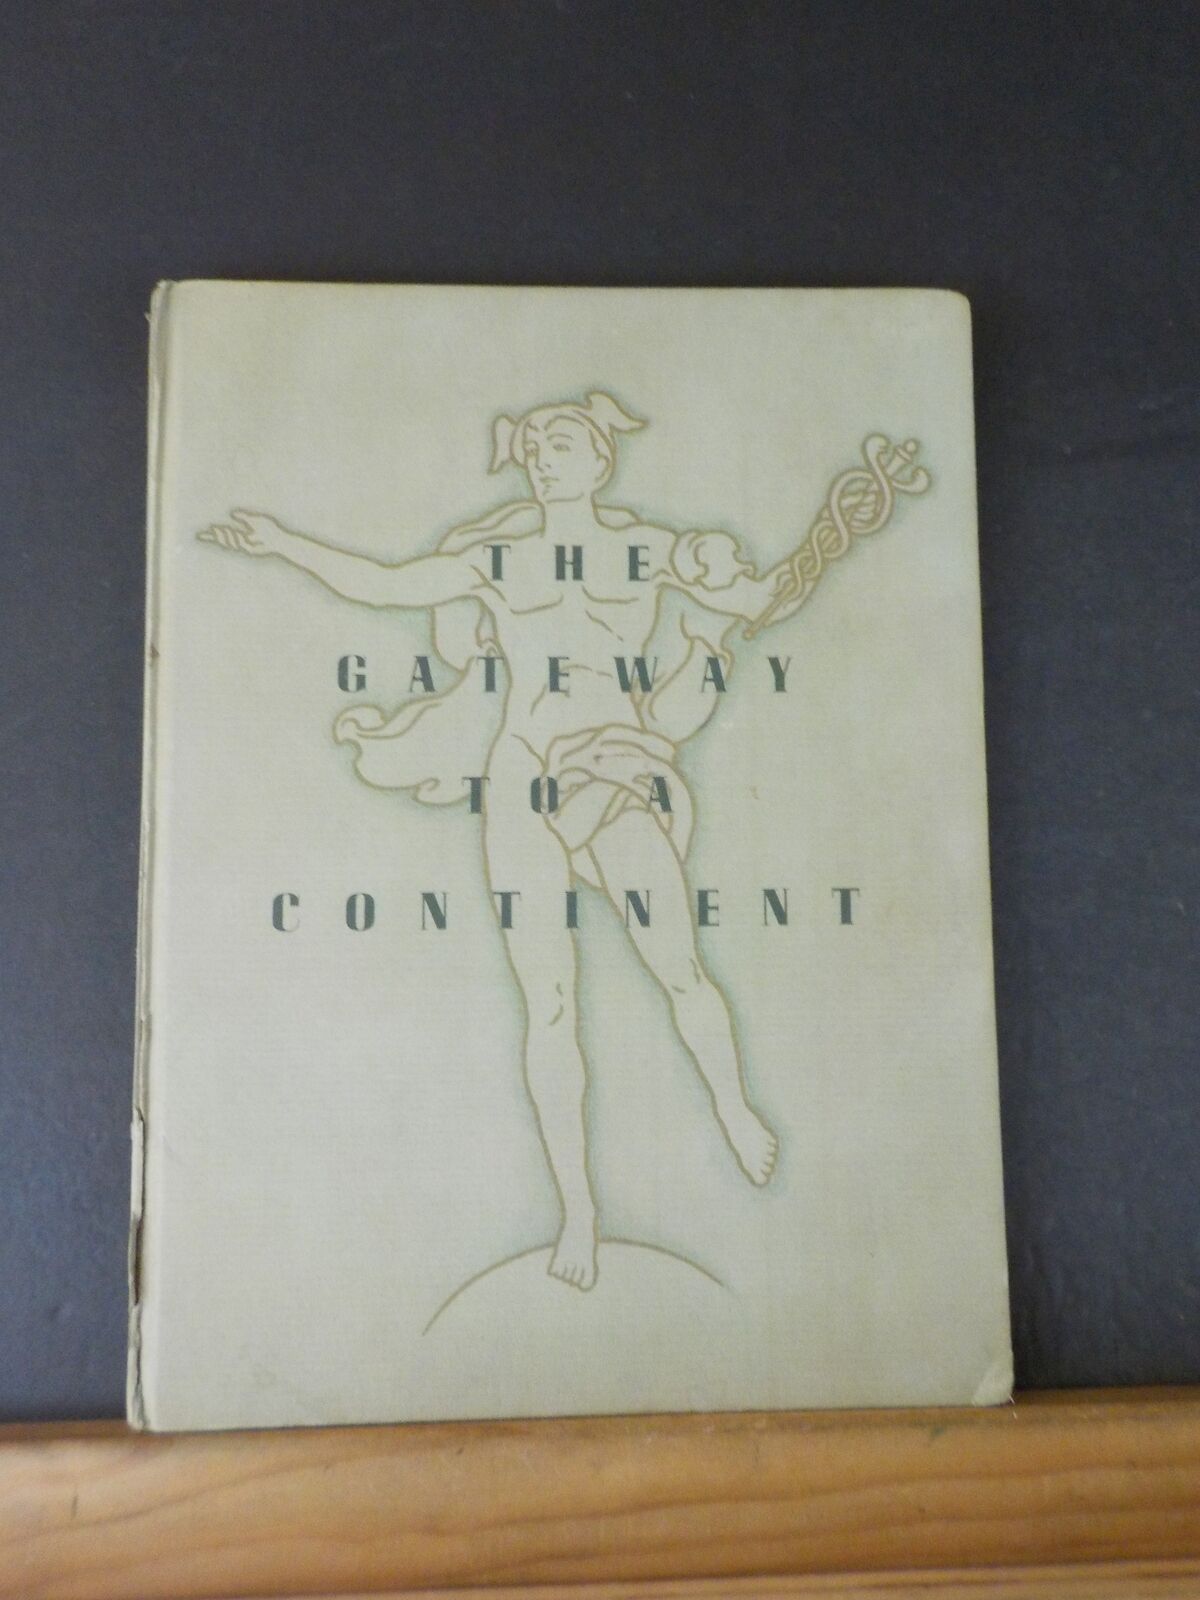 THE
GATEWAY
TO A
CONTINENT